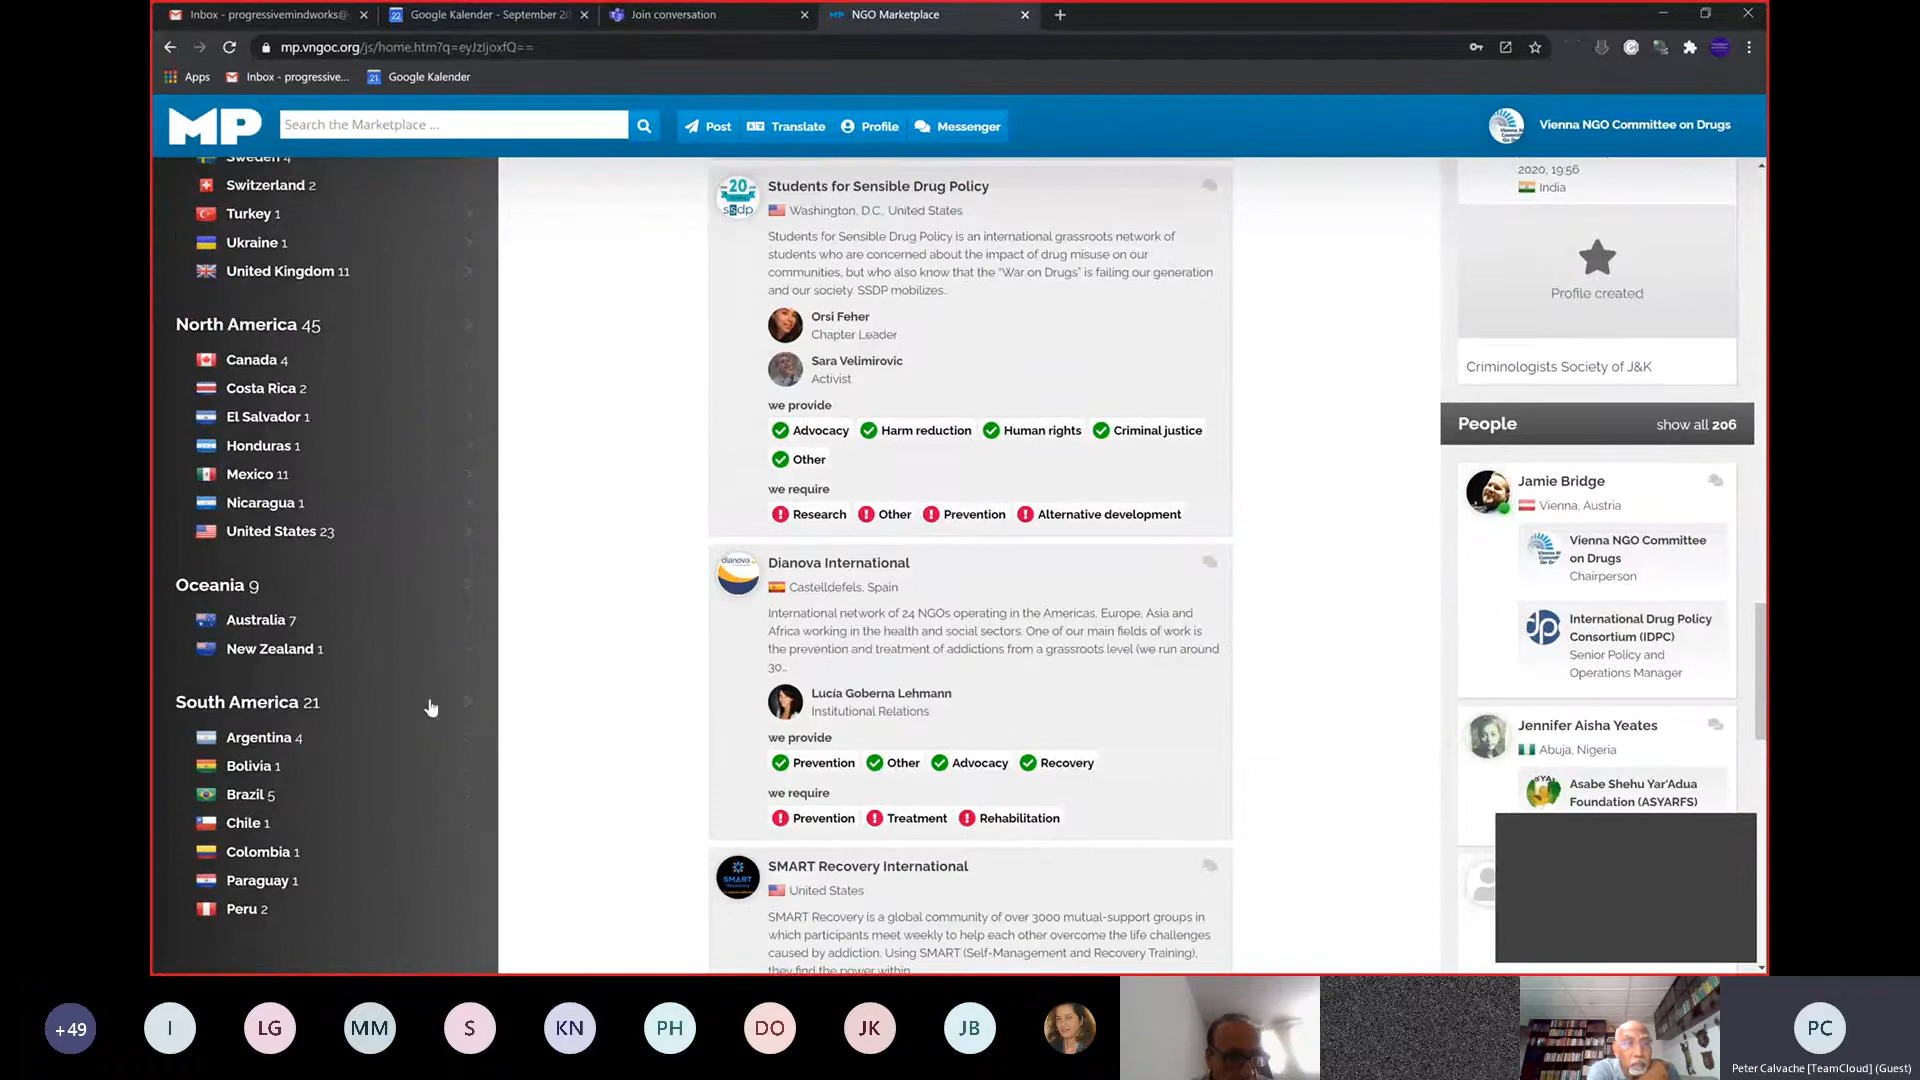 Inbox - progressivemindworks@
Google Kalender - September 20
Join conversation
NGO Marketplace
mp.vngoc.org/js/home.htm?q=eyJzIjoxfQ==
Apps
Inbox - progressive...
Google Kalender
MP
Search the Marketplace ...
Post
Translate
Profile
Messenger
Vienna NGO Committee on Drugs
Sweden 4
Switzerland 2
Turkey 1
Ukraine 1
United Kingdom 11
North America 45
Canada 4
Costa Rica 2
El Salvador 1
Honduras 1
Mexico 11
Nicaragua 1
United States 23
Oceania 9
Australia 7
New Zealand 1
South America 21
Argentina 4
Bolivia 1
Brazil 5
Chile 1
Colombia 1
Paraguay 1
Peru 2
20
ssdp
Students for Sensible Drug Policy
Washington, D.C., United States
Students for Sensible Drug Policy is an international grassroots network of
students who are concerned about the impact of drug misuse on our
communities, but who also know that the "War on Drugs" is failing our generation
and our society. SSDP mobilizes...
Orsi Feher
Chapter Leader
Sara Velimirovic
Activist
we provide
Advocacy Harm reduction Human rights Criminal justice
Other
we require
Research Other Prevention Alternative development
dianova
Dianova International
Castelldefels, Spain
International network of 24 NGOs operating in the Americas, Europe, Asia and
Africa working in the health and social sectors. One of our main fields of work is
the prevention and treatment of addictions from a grassroots level (we run around
30...
Lucía Goberna Lehmann
Institutional Relations
we provide
Prevention Other Advocacy Recovery
we require
Prevention Treatment Rehabilitation
SMART
SMART Recovery International
United States
SMART Recovery is a global community of over 3000 mutual-support groups in
which participants meet weekly to help each other overcome the life challenges
caused by addiction. Using SMART (Self-Management and Recovery Training),
they find the power within
2020, 19:56
India
Profile created
Criminologists Society of J&K
People
show all 206
Jamie Bridge
Vienna, Austria
Vienna NGO Committee
on Drugs
Chairperson
International Drug Policy
Consortium (IDPC)
Senior Policy and
Operations Manager
Jennifer Aisha Yeates
Abuja, Nigeria
Asabe Shehu Yar'Adua
Foundation (ASYARFS)
+49
I
LG
MM
S
KN
PH
DO
JK
JB
PC
Peter Calvache [TeamCloud] (Guest)